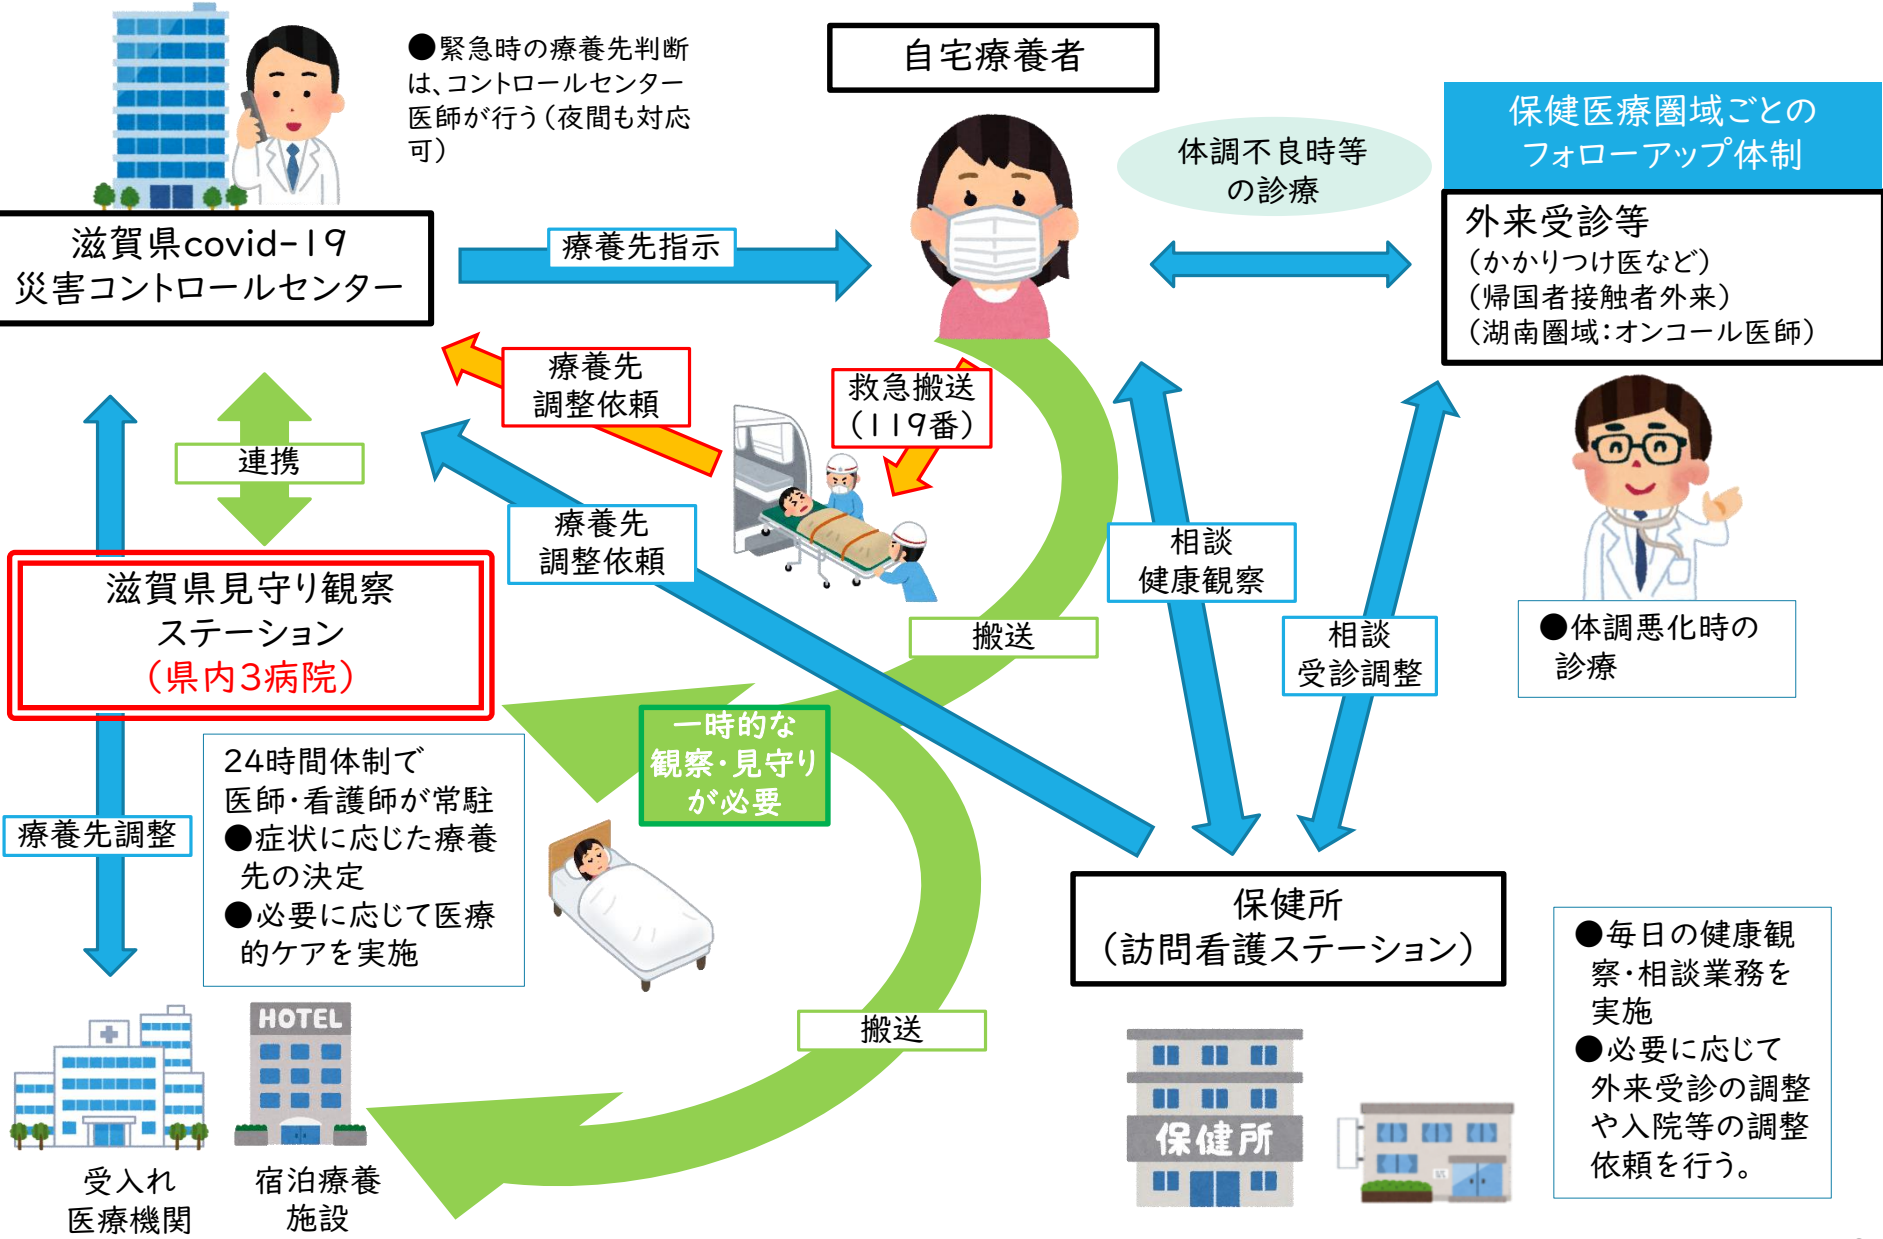 ●緊急時の療養先判断
は、コントロールセンター
医師が行う(夜間も対応
可)
自宅療養者
保健医療圏域ごとの
フォローアップ体制
体調不良時等
の診療
滋賀県covid-19
災害コントロールセンター
療養先指示
外来受診等
(かかりつけ医など)
(帰国者接触者外来)
(湖南圏域:オンコール医師)
療養先
調整依頼
救急搬送
(119番)
連携
療養先
調整依頼
相談
健康観察
滋賀県見守り観察
ステーション
(県内3病院)
搬送
相談
受診調整
●体調悪化時の
診療
一時的な
観察・見守り
が必要
24時間体制で
医師・看護師が常駐
●症状に応じた療養
先の決定
●必要に応じて医療
的ケアを実施
療養先調整
保健所
(訪問看護ステーション)
●毎日の健康観
察・相談業務を
実施
●必要に応じて
外来受診の調整
や入院等の調整
依頼を行う。
搬送
HOTEL
保健所
受入れ
医療機関
宿泊療養
施設